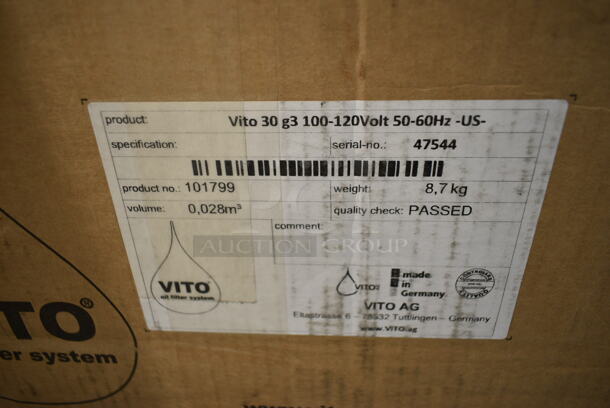 product: Vito 30 g3 100-120Volt 50-60Hz -US-
specification: serial-no.: 47544
product no.: 101799 weight: 8,7 kg
volume: 0,028m³ quality check: PASSED
comment:
AUCTION GROUP
VITO®
oil filter system
VITO®
made in Germany
QUALITY
VITO AG
Eltastrasse 6 – 78532 Tuttlingen – Germany
www.VITO.ag
TO®
er system